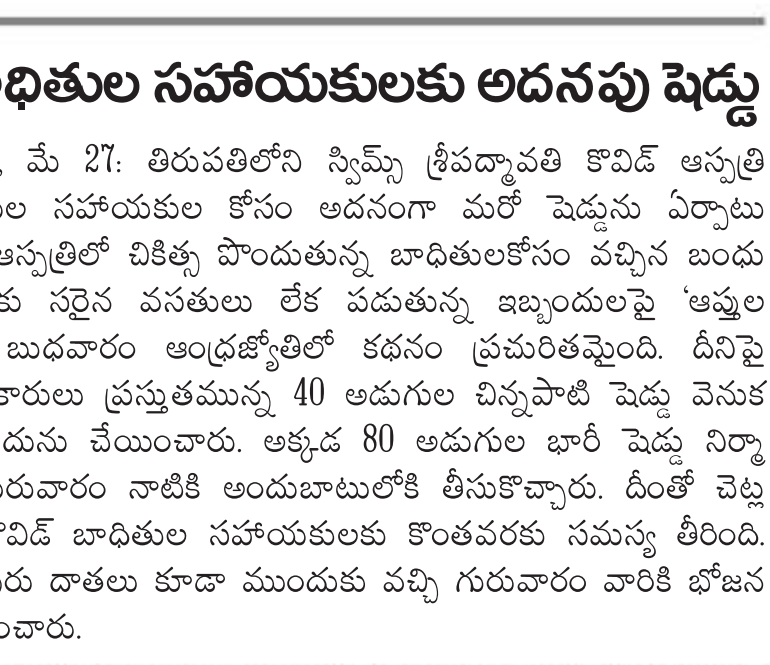 ధితుల సహాయకులకు అదనపు షెడ్డు
, మే 27: తిరుపతిలోని స్విమ్స్ శ్రీపద్మావతి కొవిడ్ ఆస్పత్రి
ల సహాయకుల కోసం అదనంగా మరో షెడ్డును ఏర్పాటు
ఆస్పత్రిలో చికిత్స పొందుతున్న బాధితులకోసం వచ్చిన బంధు
కు సరైన వసతులు లేక పడుతున్న ఇబ్బందులపై ‘ఆప్తుల
బుధవారం ఆంధ్రజ్యోతిలో కథనం ప్రచురితమైంది. దీనిపై
కారులు ప్రస్తుతమున్న 40 అడుగుల చిన్నపాటి షెడ్డు వెనుక
దును చేయించారు. అక్కడ 80 అడుగుల భారీ షెడ్డు నిర్మా
రువారం నాటికి అందుబాటులోకి తీసుకొచ్చారు. దీంతో చెట్ల
విడ్ బాధితుల సహాయకులకు కొంతవరకు సమస్య తీరింది.
రు దాతలు కూడా ముందుకు వచ్చి గురువారం వారికి భోజన
ంచారు.